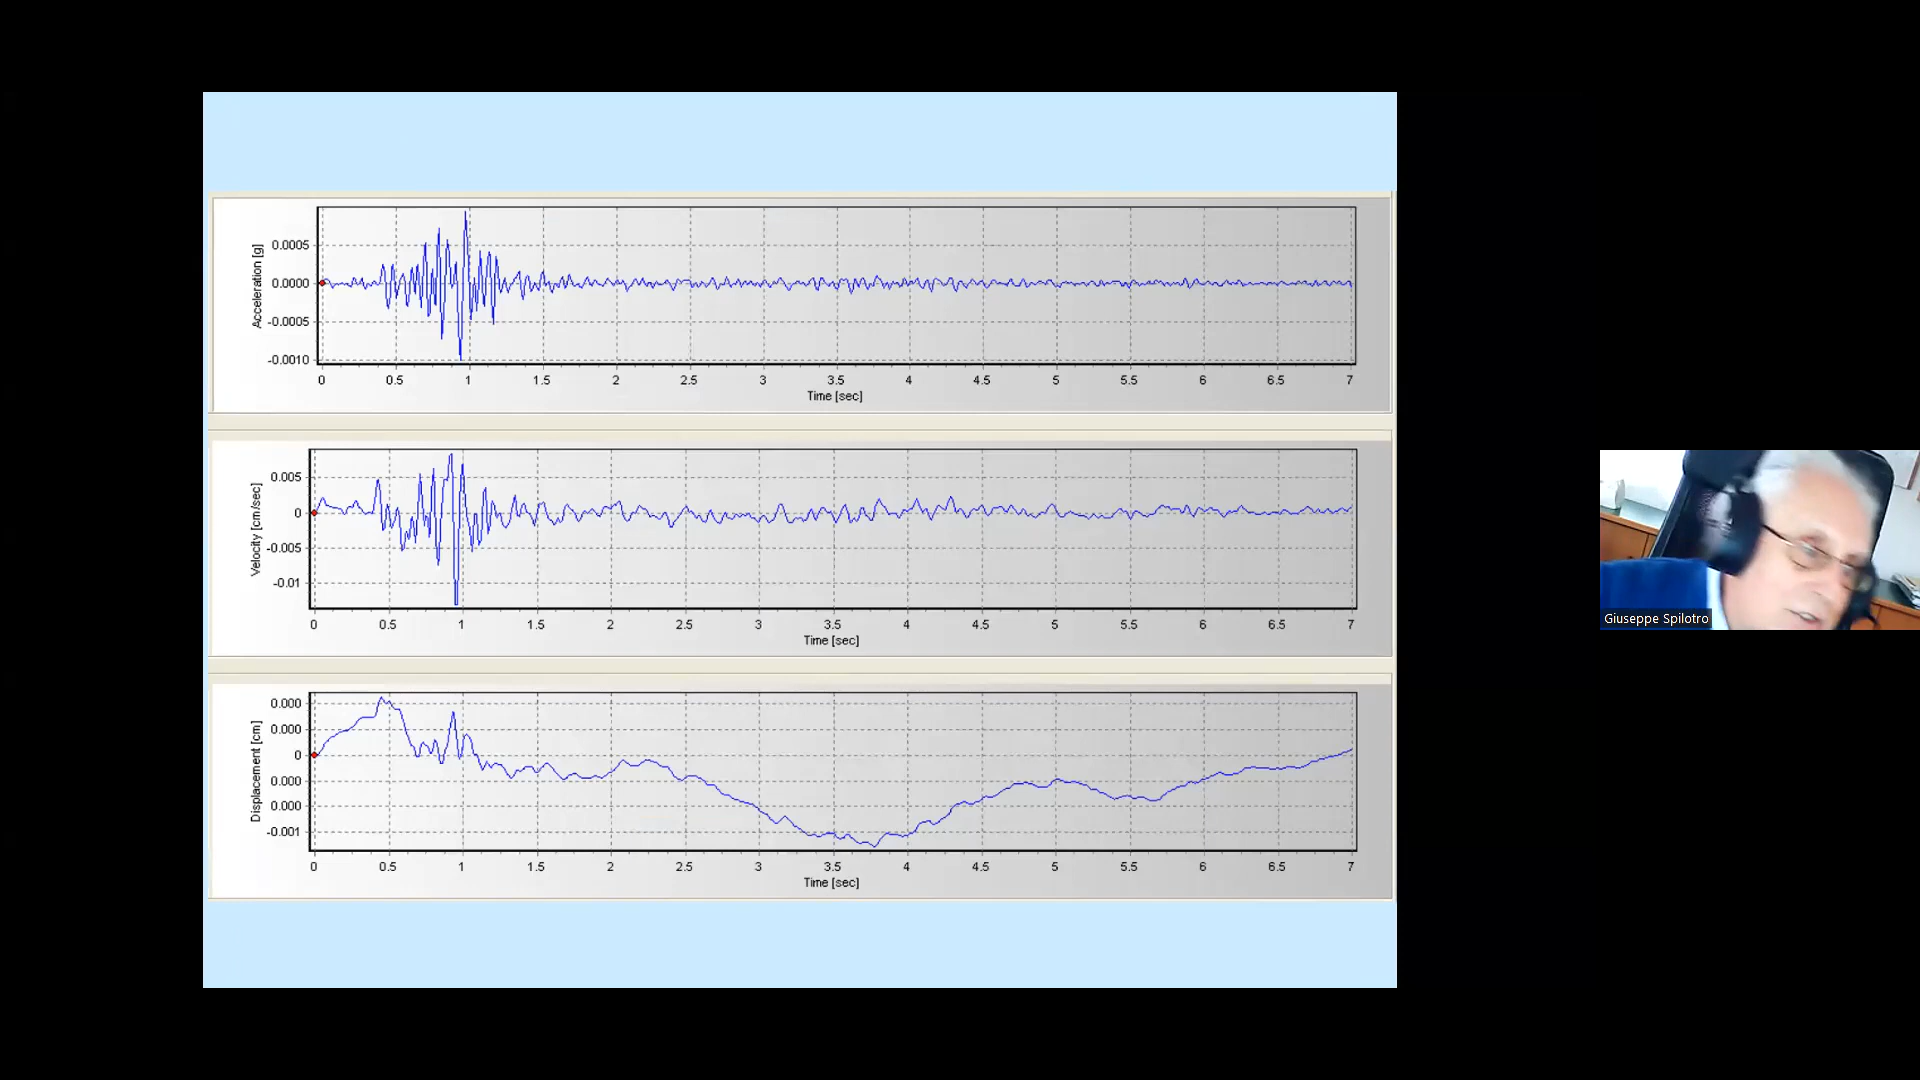 Acceleration [g]
0.0005
0.0000
-0.0005
-0.0010
0 0.5 1 1.5 2 2.5 3 3.5 4 4.5 5 5.5 6 6.5 7
Time [sec]
Velocity [cm/sec]
0.005
0
-0.005
-0.01
0 0.5 1 1.5 2 2.5 3 3.5 4 4.5 5 5.5 6 6.5 7
Time [sec]
Displacement [cm]
0.000
0.000
0
0.000
0.000
-0.001
0 0.5 1 1.5 2 2.5 3 3.5 4 4.5 5 5.5 6 6.5 7
Time [sec]
Giuseppe Spilotro